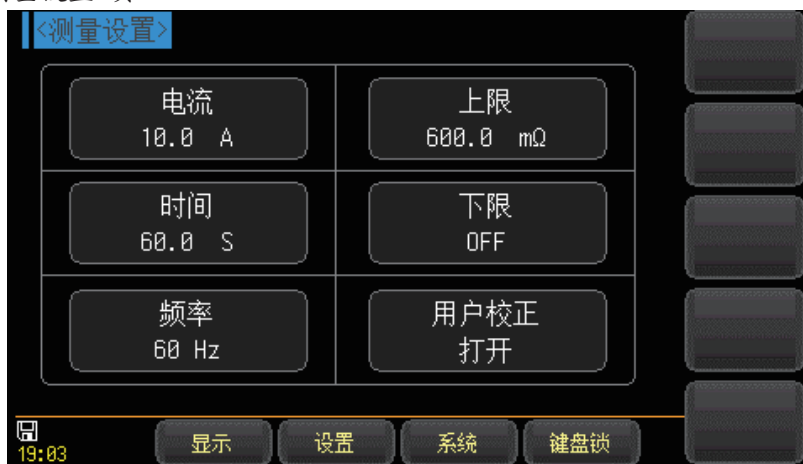 <测量设置>
电流
10.0 A
上限
600.0 mΩ
时间
60.0 S
下限
OFF
频率
60 Hz
用户校正
打开
19:03
显示
设置
系统
键盘锁